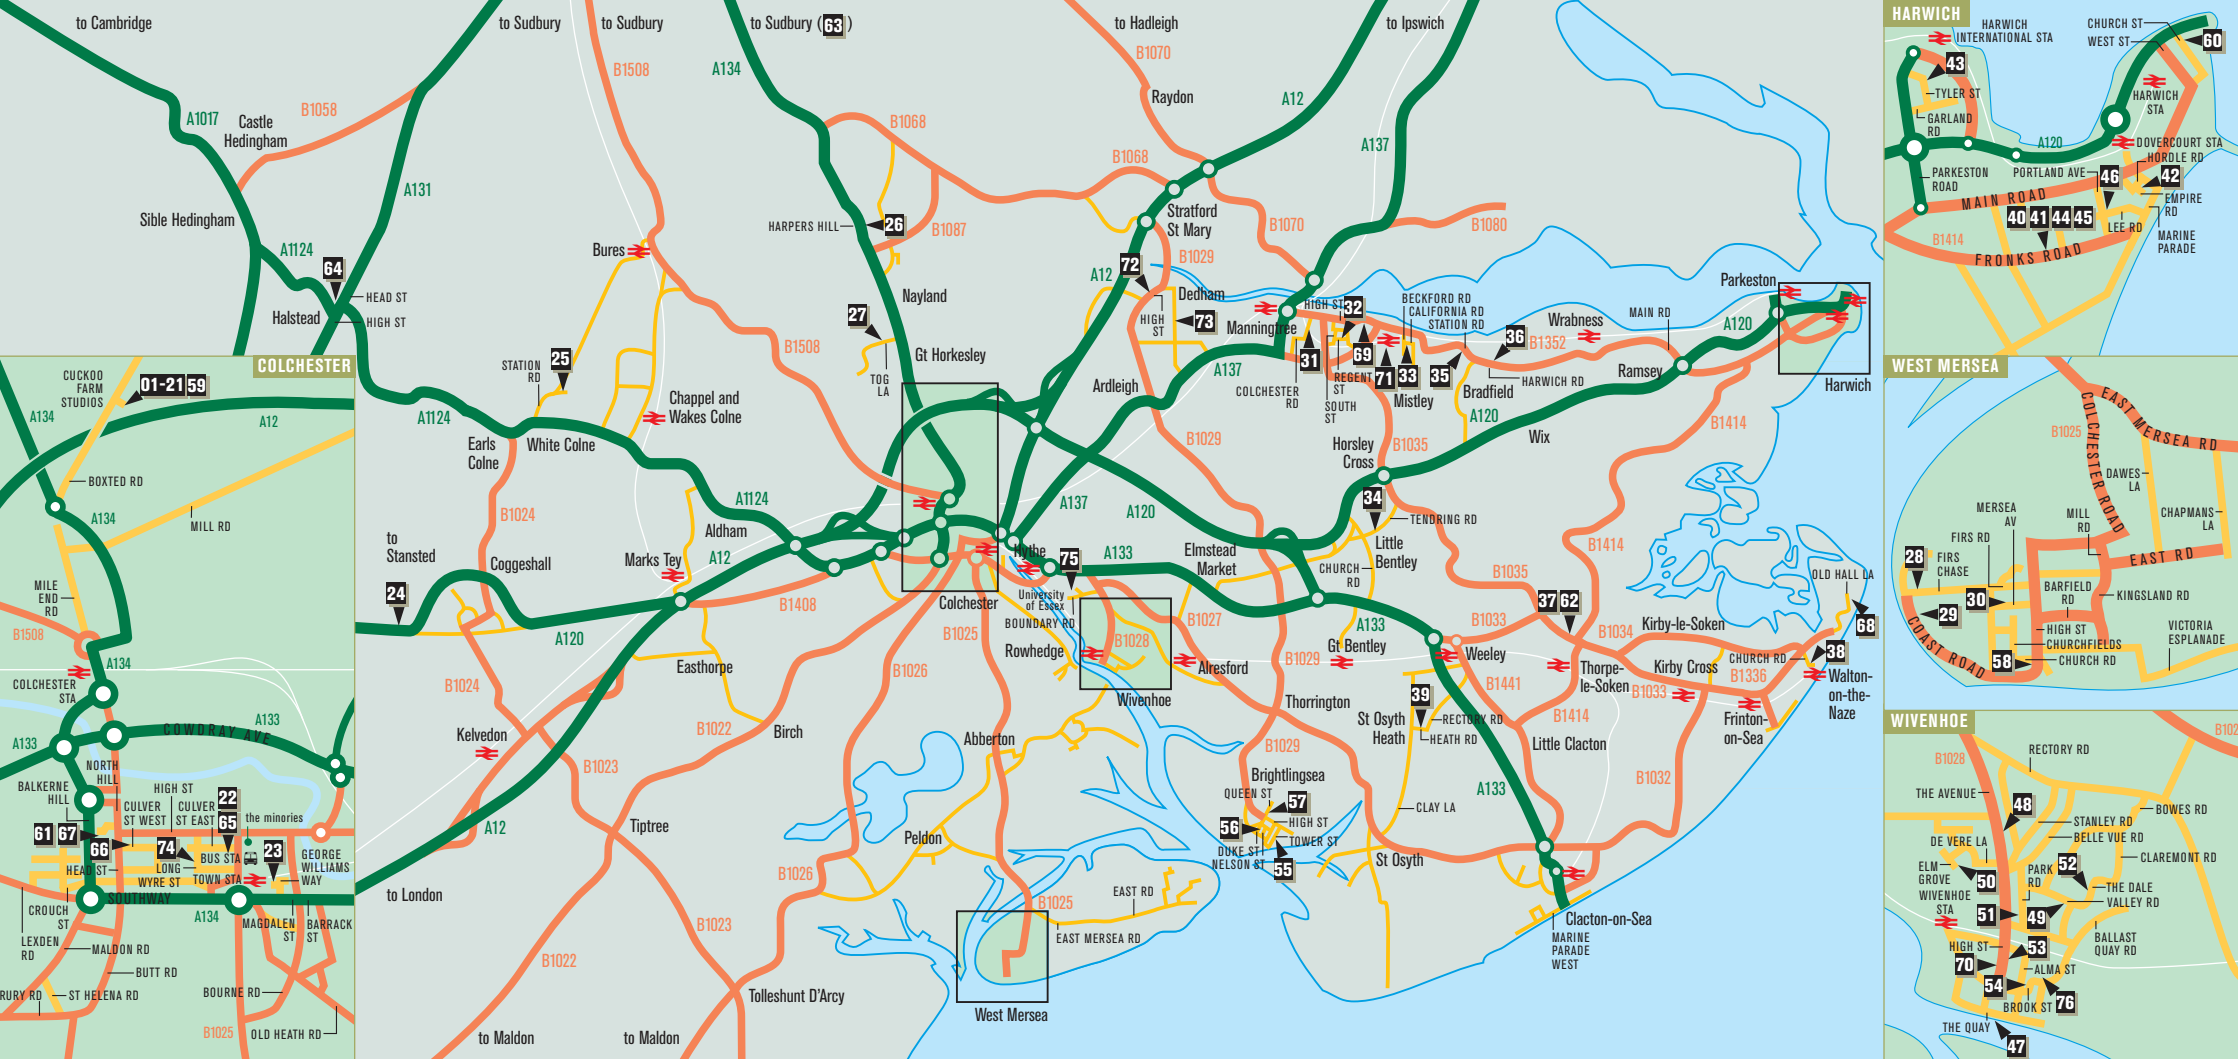 to Cambridge
to Sudbury
to Sudbury
to Sudbury (63)
to Hadleigh
to Ipswich
B1508
A134
B1070
Raydon
A12
A137
A1017
Castle
Hedingham
B1058
A131
B1068
B1068
Sible Hedingham
A1124
64
HEAD ST
Halstead
HIGH ST
Bures
HARPERS HILL
26
B1087
Stratford
St Mary
B1070
B1080
72
A12
B1029
Nayland
27
TOG
LA
Gt Horkesley
B1508
Dedham
HIGH
ST
73
Manningtree
HIGH ST
32
BECKFORD RD
CALIFORNIA RD
STATION RD
36
Wrabness
MAIN RD
Parkeston
A120
B1352
31
69
71
33
35
COLCHESTER
RD
REGENT
ST
SOUTH
ST
Mistley
Bradfield
HARWICH RD
Ramsey
Harwich
A137
Ardleigh
STATION
RD
25
A1124
Earls
Colne
White Colne
Chappel and
Wakes Colne
A120
Wix
B1414
B1029
Horsley
Cross
B1035
34
TENDRING RD
Little
Bentley
CHURCH
RD
B1024
A1124
Aldham
A137
A120
Elmstead
Market
B1414
B1035
to
Stansted
24
Coggeshall
Marks Tey
A12
A120
B1408
Colchester
Hythe
75
A133
University
of Essex
BOUNDARY RD
Rowhedge
B1028
Wivenhoe
B1027
Alresford
B1029
Gt Bentley
A133
B1033
37
62
B1034
Kirby-le-Soken
OLD HALL LA
68
Weeley
Thorpe-
le-Soken
Kirby Cross
CHURCH RD
38
B1336
B1033
Walton-
on-the-
Naze
Frinton-
on-Sea
Easthorpe
B1025
B1026
B1024
B1022
Birch
Kelvedon
B1023
Abberton
Thorrington
St Osyth
Heath
39
RECTORY RD
HEATH RD
B1441
B1414
Little Clacton
B1032
B1029
Brightlingsea
QUEEN ST
57
HIGH ST
56
TOWER ST
DUKE ST
NELSON ST
55
CLAY LA
A133
St Osyth
A12
Tiptree
Peldon
to London
B1026
B1023
B1022
B1025
EAST RD
EAST MERSEA RD
Clacton-on-Sea
MARINE
PARADE
WEST
Tolleshunt D'Arcy
West Mersea
to Maldon
to Maldon
COLCHESTER
CUCKOO
FARM
STUDIOS
01-21
59
A134
A12
BOXTED RD
A134
MILL RD
MILE
END
RD
B1508
A134
COLCHESTER
STA
A133
COWDRAY AVE
A133
NORTH
HILL
BALKERNE
HILL
HIGH ST
CULVER
ST WEST
CULVER
ST EAST
22
65
the minories
61
67
66
74
23
LONG
WYRE ST
BUS STA
TOWN STA
GEORGE
WILLIAMS
WAY
HEAD ST
SOUTHWAY
A134
CROUCH
ST
MAGDALEN
ST
BARRACK
ST
LEXDEN
RD
MALDON RD
BUTT RD
RURY RD
ST HELENA RD
BOURNE RD
B1025
OLD HEATH RD
HARWICH
HARWICH
INTERNATIONAL STA
CHURCH ST
WEST ST
60
43
TYLER ST
GARLAND
RD
HARWICH
STA
A120
DOVERCOURT STA
HORDLE RD
PARKESTON
ROAD
PORTLAND AVE
46
42
MAIN ROAD
EMPIRE
RD
40
41
44
45
LEE RD
MARINE
PARADE
B1414
FRONKS ROAD
WEST MERSEA
EAST MERSEA RD
B1025
COLCHESTER ROAD
DAWES
LA
MERSEA
AV
MILL
RD
CHAPMANS
LA
FIRS RD
28
FIRS
CHASE
EAST RD
30
29
BARFIELD
RD
KINGSLAND RD
COAST ROAD
HIGH ST
CHURCHFIELDS
58
CHURCH RD
VICTORIA
ESPLANADE
WIVENHOE
B102
B1028
RECTORY RD
THE AVENUE
48
BOWES RD
STANLEY RD
BELLE VUE RD
DE VERE LA
ELM
GROVE
50
PARK
RD
52
CLAREMONT RD
THE DALE
VALLEY RD
WIVENHOE
STA
51
49
HIGH ST
53
BALLAST
QUAY RD
70
ALMA ST
54
BROOK ST
76
THE QUAY
47